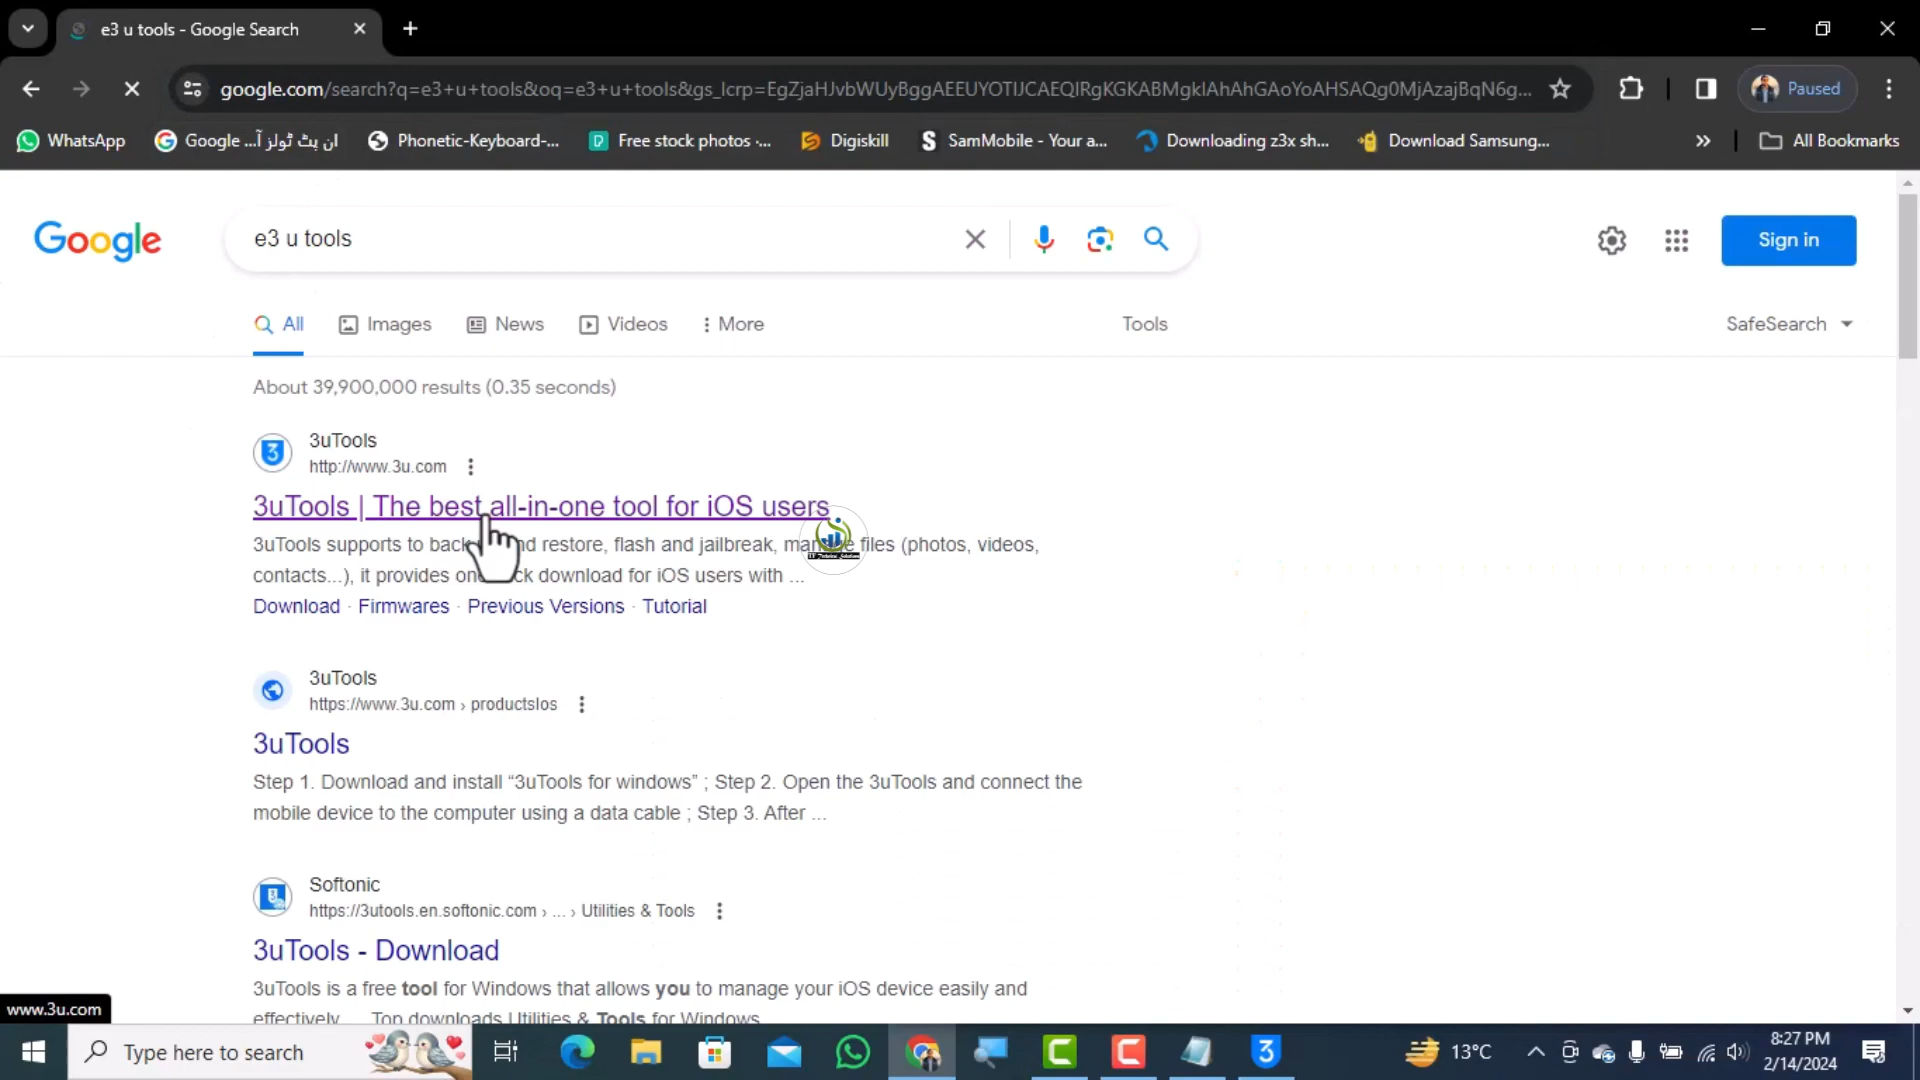 e3 u tools - Google Search
google.com/search?q=e3+u+tools&oq=e3+u+tools&gs_lcrp=EgZjaHJvbWUyBggAEEUYOTIJCAEQIRgKGKABMgkIAhAhGAoYoAHSAQg0MjAzajBqN6g...
Paused
WhatsApp
Google ...ان پٹ ٹولز آ
Phonetic-Keyboard-...
Free stock photos ·...
Digiskill
SamMobile - Your a...
Downloading z3x sh...
Download Samsung...
All Bookmarks
Google
e3 u tools
Sign in
All
Images
News
Videos
More
Tools
SafeSearch
About 39,900,000 results (0.35 seconds)
3uTools
http://www.3u.com
3uTools | The best all-in-one tool for iOS users
3uTools supports to back nd restore, flash and jailbreak, files (photos, videos,
contacts...), it provides download for iOS users with ...
Download · Firmwares · Previous Versions · Tutorial
3uTools
https://www.3u.com › productsIos
3uTools
Step 1. Download and install “3uTools for windows” ; Step 2. Open the 3uTools and connect the
mobile device to the computer using a data cable ; Step 3. After ...
Softonic
https://3utools.en.softonic.com › ... › Utilities & Tools
3uTools - Download
3uTools is a free tool for Windows that allows you to manage your iOS device easily and
effectively. ... Top downloads Utilities & Tools for Windows
www.3u.com
Type here to search
13°C
8:27 PM
2/14/2024